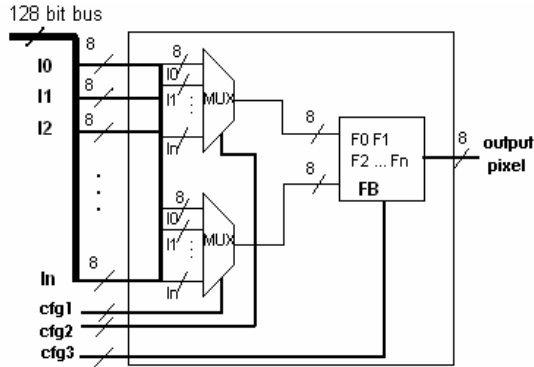 128 bit bus
8
8
I0
8
I0
I1
MUX
In
8
I1
8
I2
8
F0 F1
F2 ... Fn
FB
8
8
output
pixel
8
I0
I1
MUX
In
8
In
cfg1
cfg2
cfg3